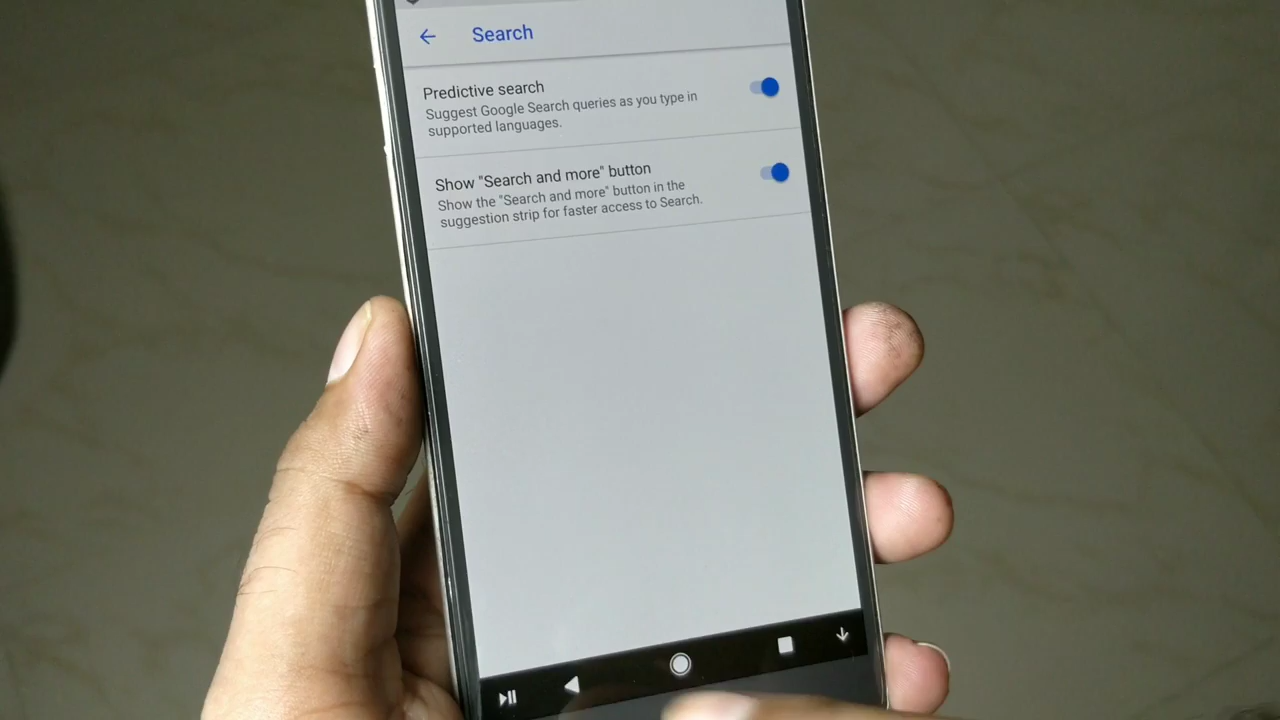 Search
Predictive search
Suggest Google Search queries as you type in
supported languages.
Show "Search and more" button
Show the "Search and more" button in the
suggestion strip for faster access to Search.